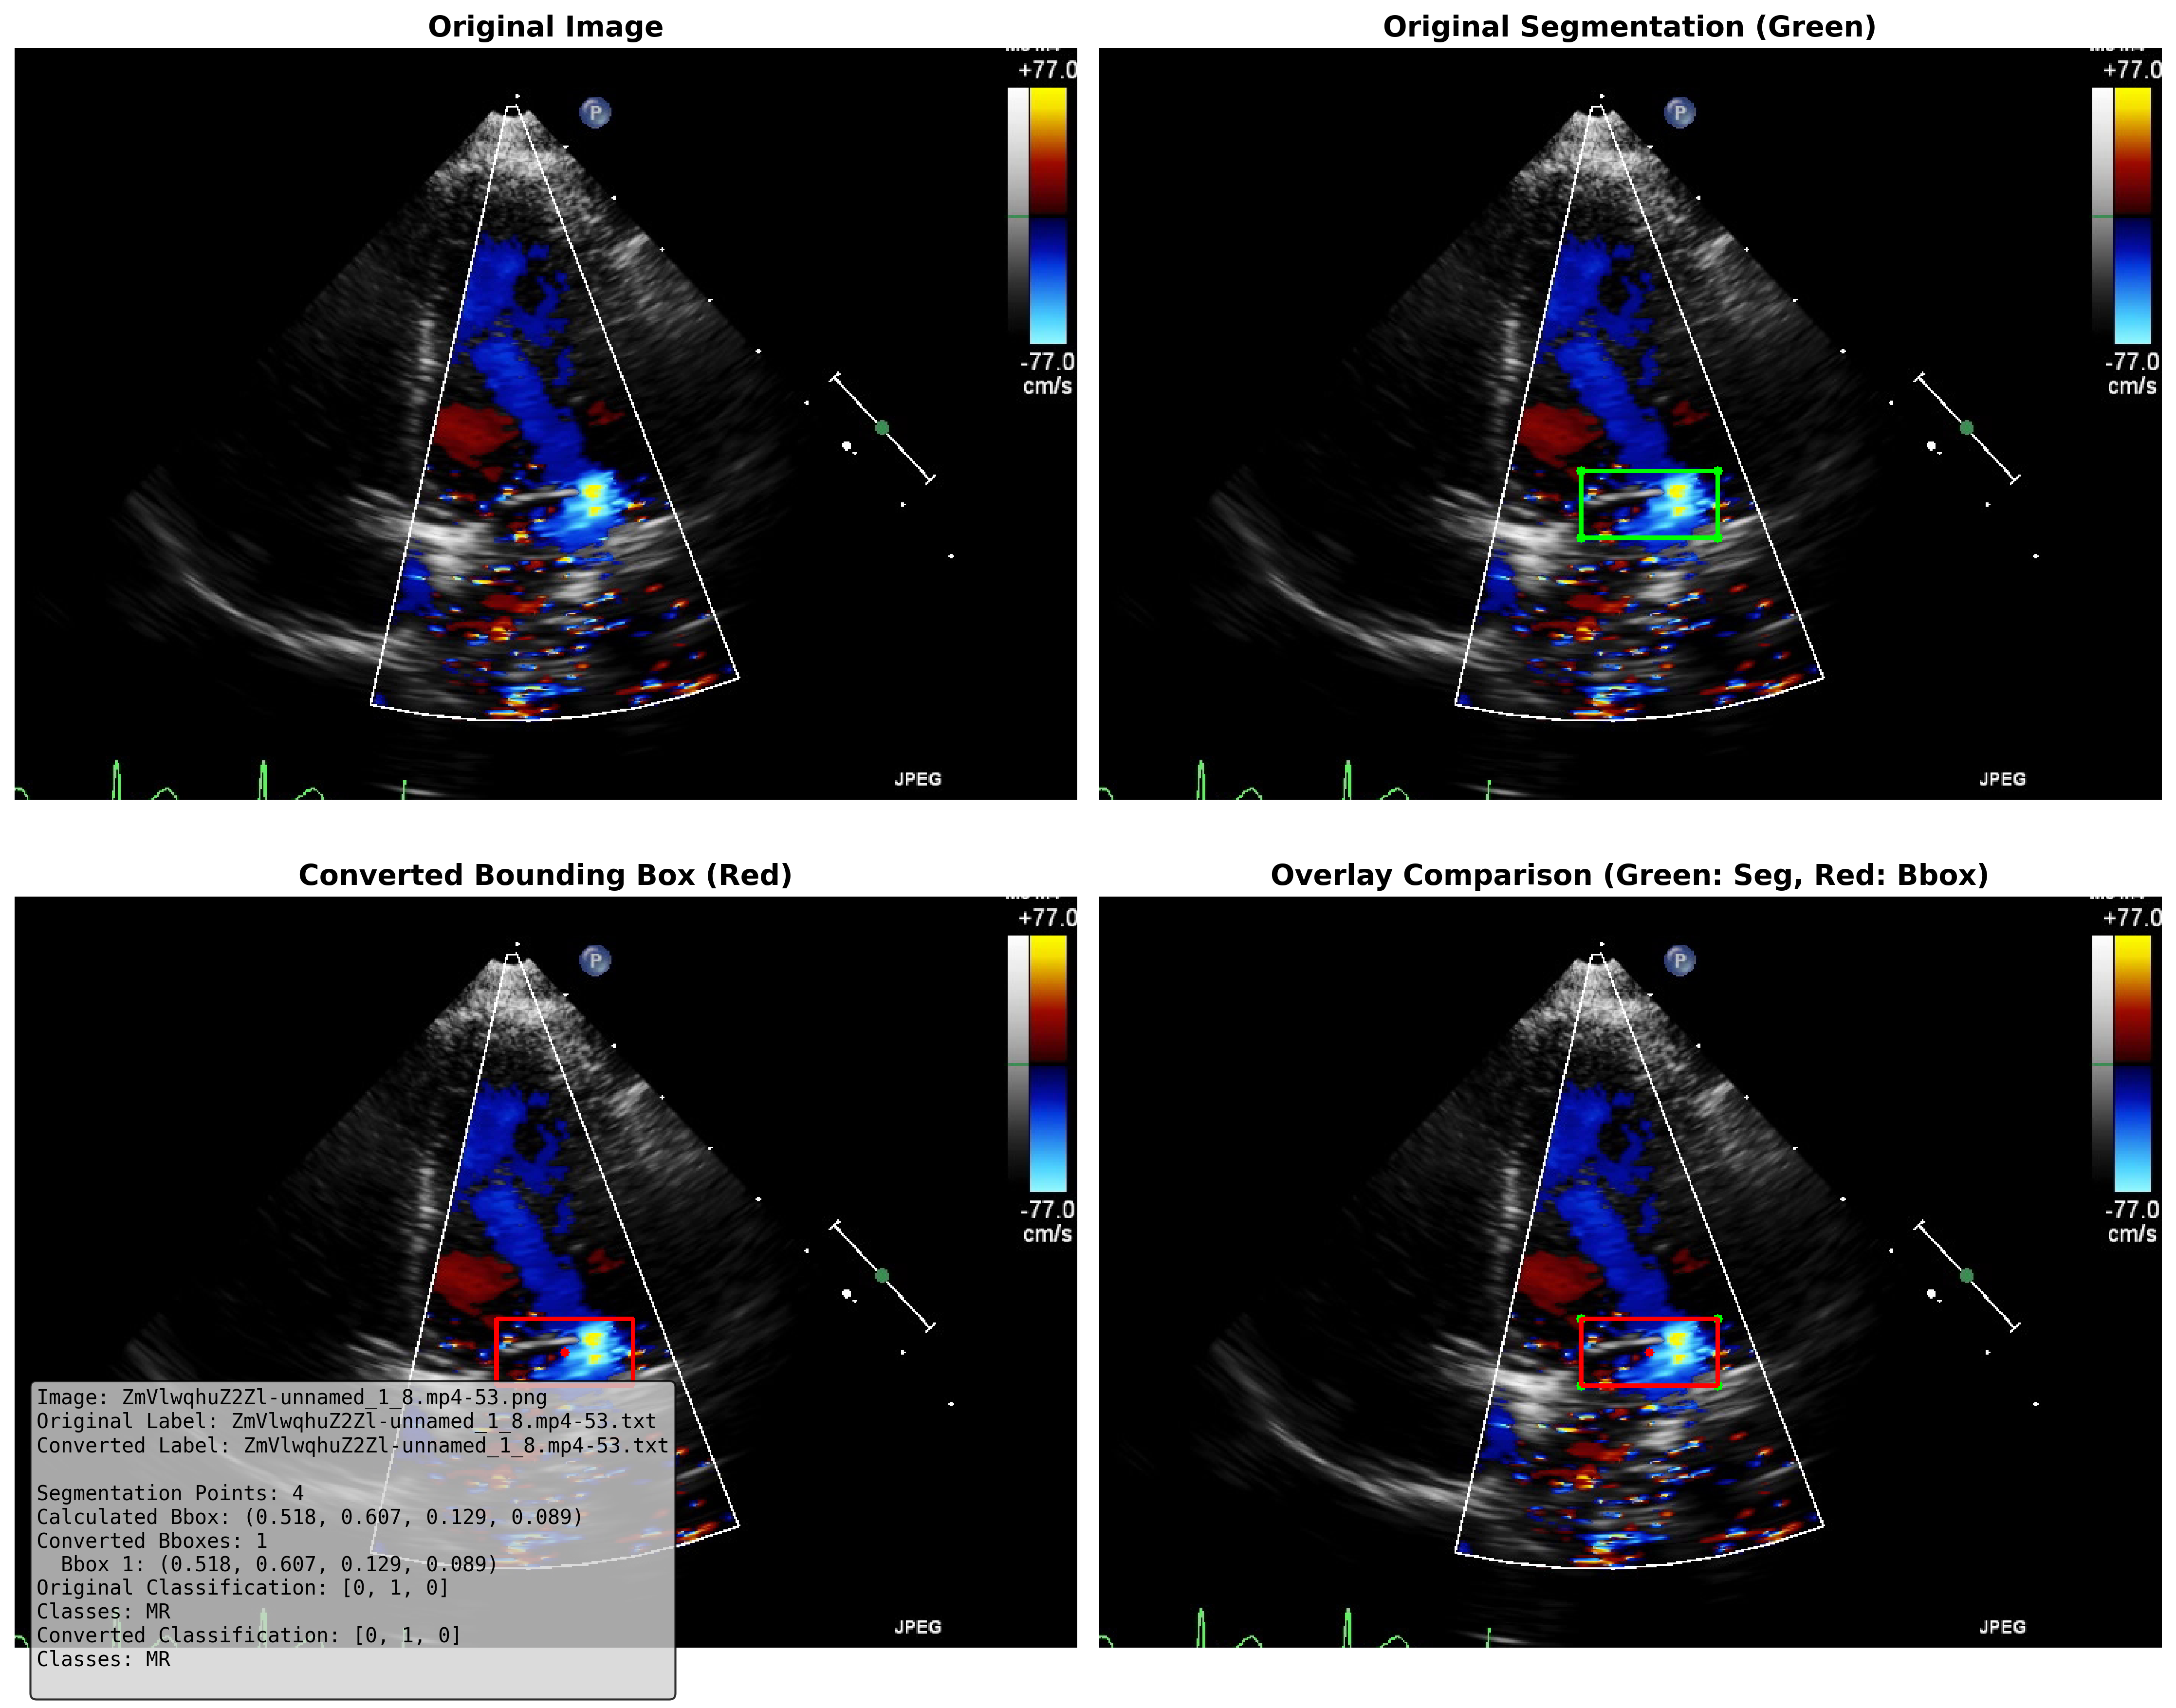 Original Image
+77.0
P
-77.0
cm/s
JPEG
Original Segmentation (Green)
+77.0
P
-77.0
cm/s
JPEG
Converted Bounding Box (Red)
+77.0
P
-77.0
cm/s
JPEG
Image: ZmVlwqhuZ2Zl-unnamed_1_8.mp4-53.png
Original Label: ZmVlwqhuZ2Zl-unnamed_1_8.mp4-53.txt
Converted Label: ZmVlwqhuZ2Zl-unnamed_1_8.mp4-53.txt
Segmentation Points: 4
Calculated Bbox: (0.518, 0.607, 0.129, 0.089)
Converted Bboxes: 1
Bbox 1: (0.518, 0.607, 0.129, 0.089)
Original Classification: [0, 1, 0]
Classes: MR
Converted Classification: [0, 1, 0]
Classes: MR
Overlay Comparison (Green: Seg, Red: Bbox)
+77.0
P
-77.0
cm/s
JPEG